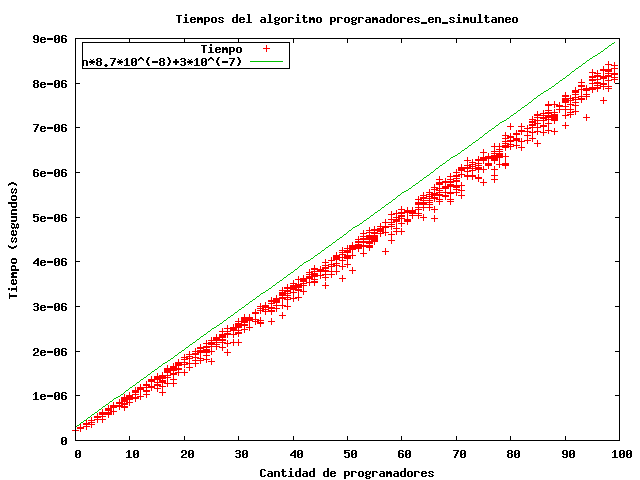 Tiempos del algoritmo programadores_en_simultaneo
9e-06
8e-06
7e-06
6e-06
5e-06
4e-06
3e-06
2e-06
1e-06
0
Tiempo
n*8.7*10^(-8)+3*10^(-7)
Tiempo (segundos)
0 10 20 30 40 50 60 70 80 90 100
Cantidad de programadores